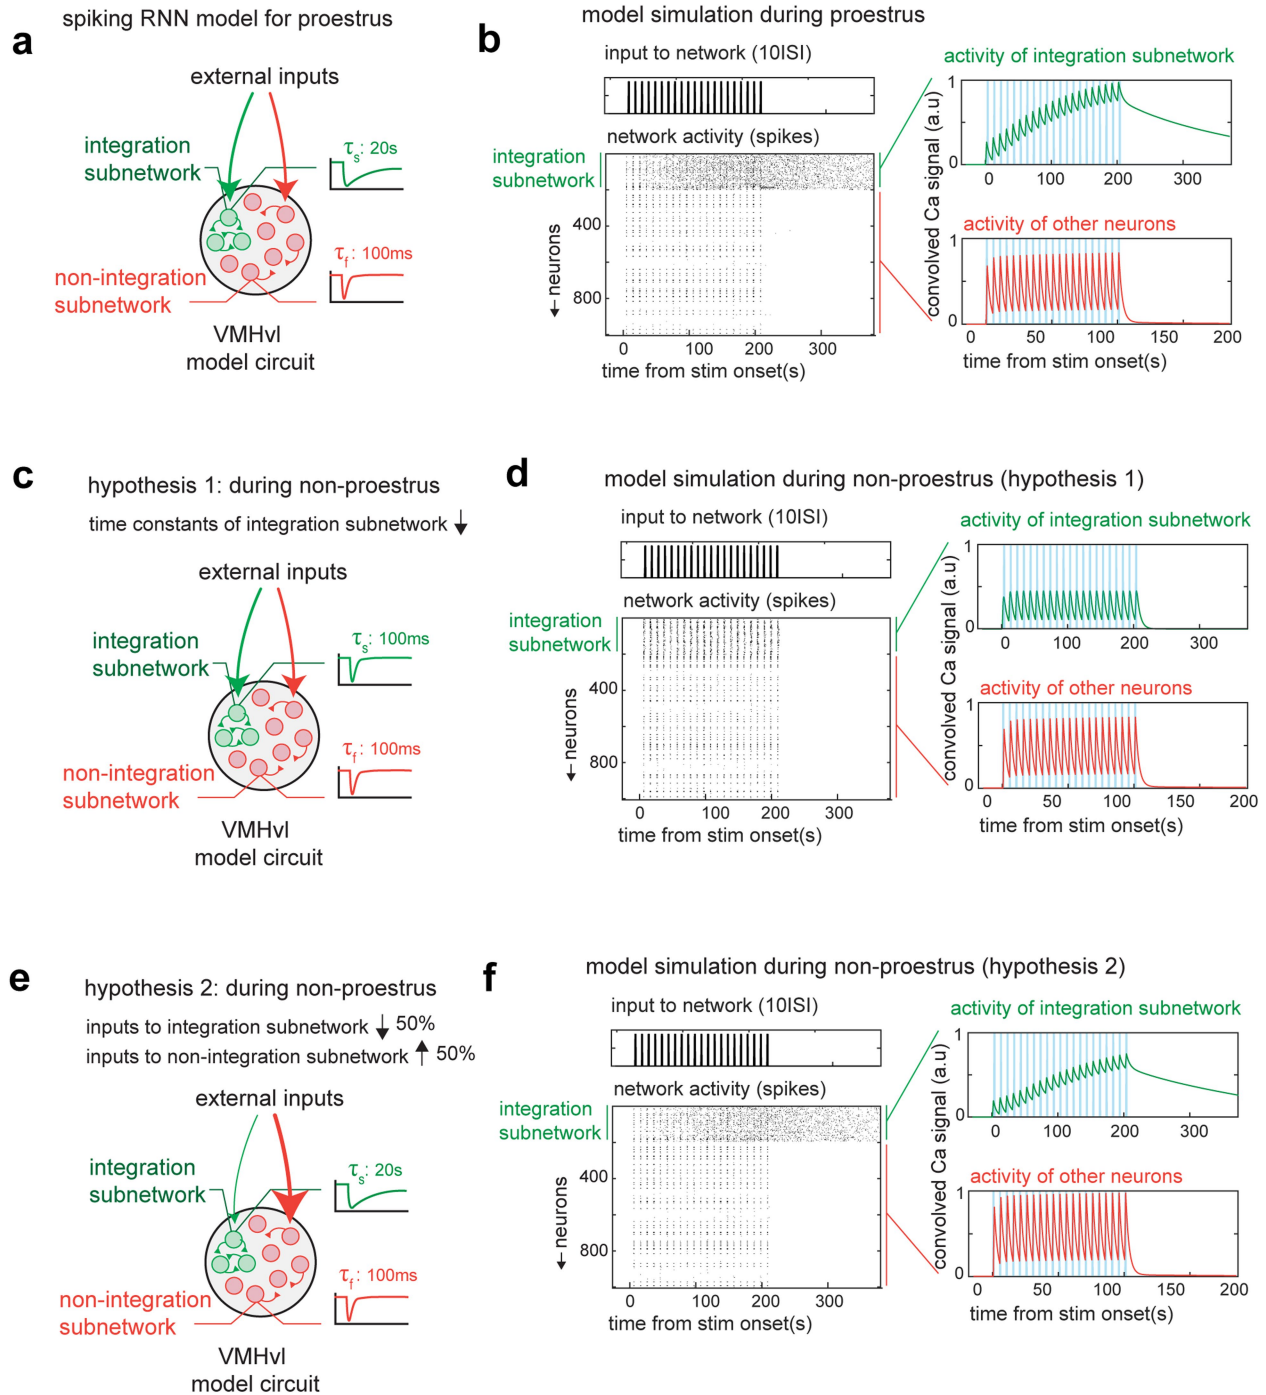 spiking RNN model for proestrus
a
external inputs
integration
subnetwork
τs: 20s
τf: 100ms
non-integration
subnetwork
VMHvl
model circuit
model simulation during proestrus
b
input to network (10ISI)
network activity (spikes)
integration
subnetwork
400
800
neurons
0 100 200 300
time from stim onset(s)
activity of integration subnetwork
1
0
0 100 200 300
convolved Ca signal (a.u)
activity of other neurons
1
0
0 50 100 150 200
time from stim onset(s)
c
hypothesis 1: during non-proestrus
time constants of integration subnetwork
external inputs
integration
subnetwork
τs: 100ms
τf: 100ms
non-integration
subnetwork
VMHvl
model circuit
d
model simulation during non-proestrus (hypothesis 1)
input to network (10ISI)
network activity (spikes)
integration
subnetwork
400
800
neurons
0 100 200 300
time from stim onset(s)
activity of integration subnetwork
1
0
0 100 200 300
convolved Ca signal (a.u)
activity of other neurons
1
0
0 50 100 150 200
time from stim onset(s)
e
hypothesis 2: during non-proestrus
inputs to integration subnetwork 50%
inputs to non-integration subnetwork 50%
external inputs
integration
subnetwork
τs: 20s
τf: 100ms
non-integration
subnetwork
VMHvl
model circuit
f
model simulation during non-proestrus (hypothesis 2)
input to network (10ISI)
network activity (spikes)
integration
subnetwork
400
800
neurons
0 100 200 300
time from stim onset(s)
activity of integration subnetwork
1
0
0 100 200 300
convolved Ca signal (a.u)
activity of other neurons
1
0
0 50 100 150 200
time from stim onset(s)